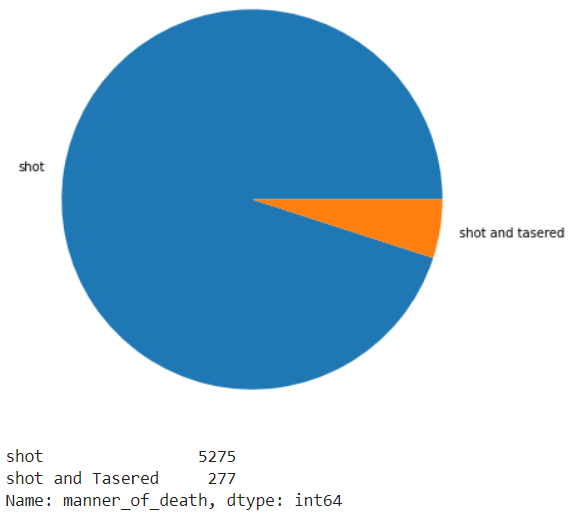 shot
shot and tasered
shot 5275
shot and Tasered 277
Name: manner_of_death, dtype: int64